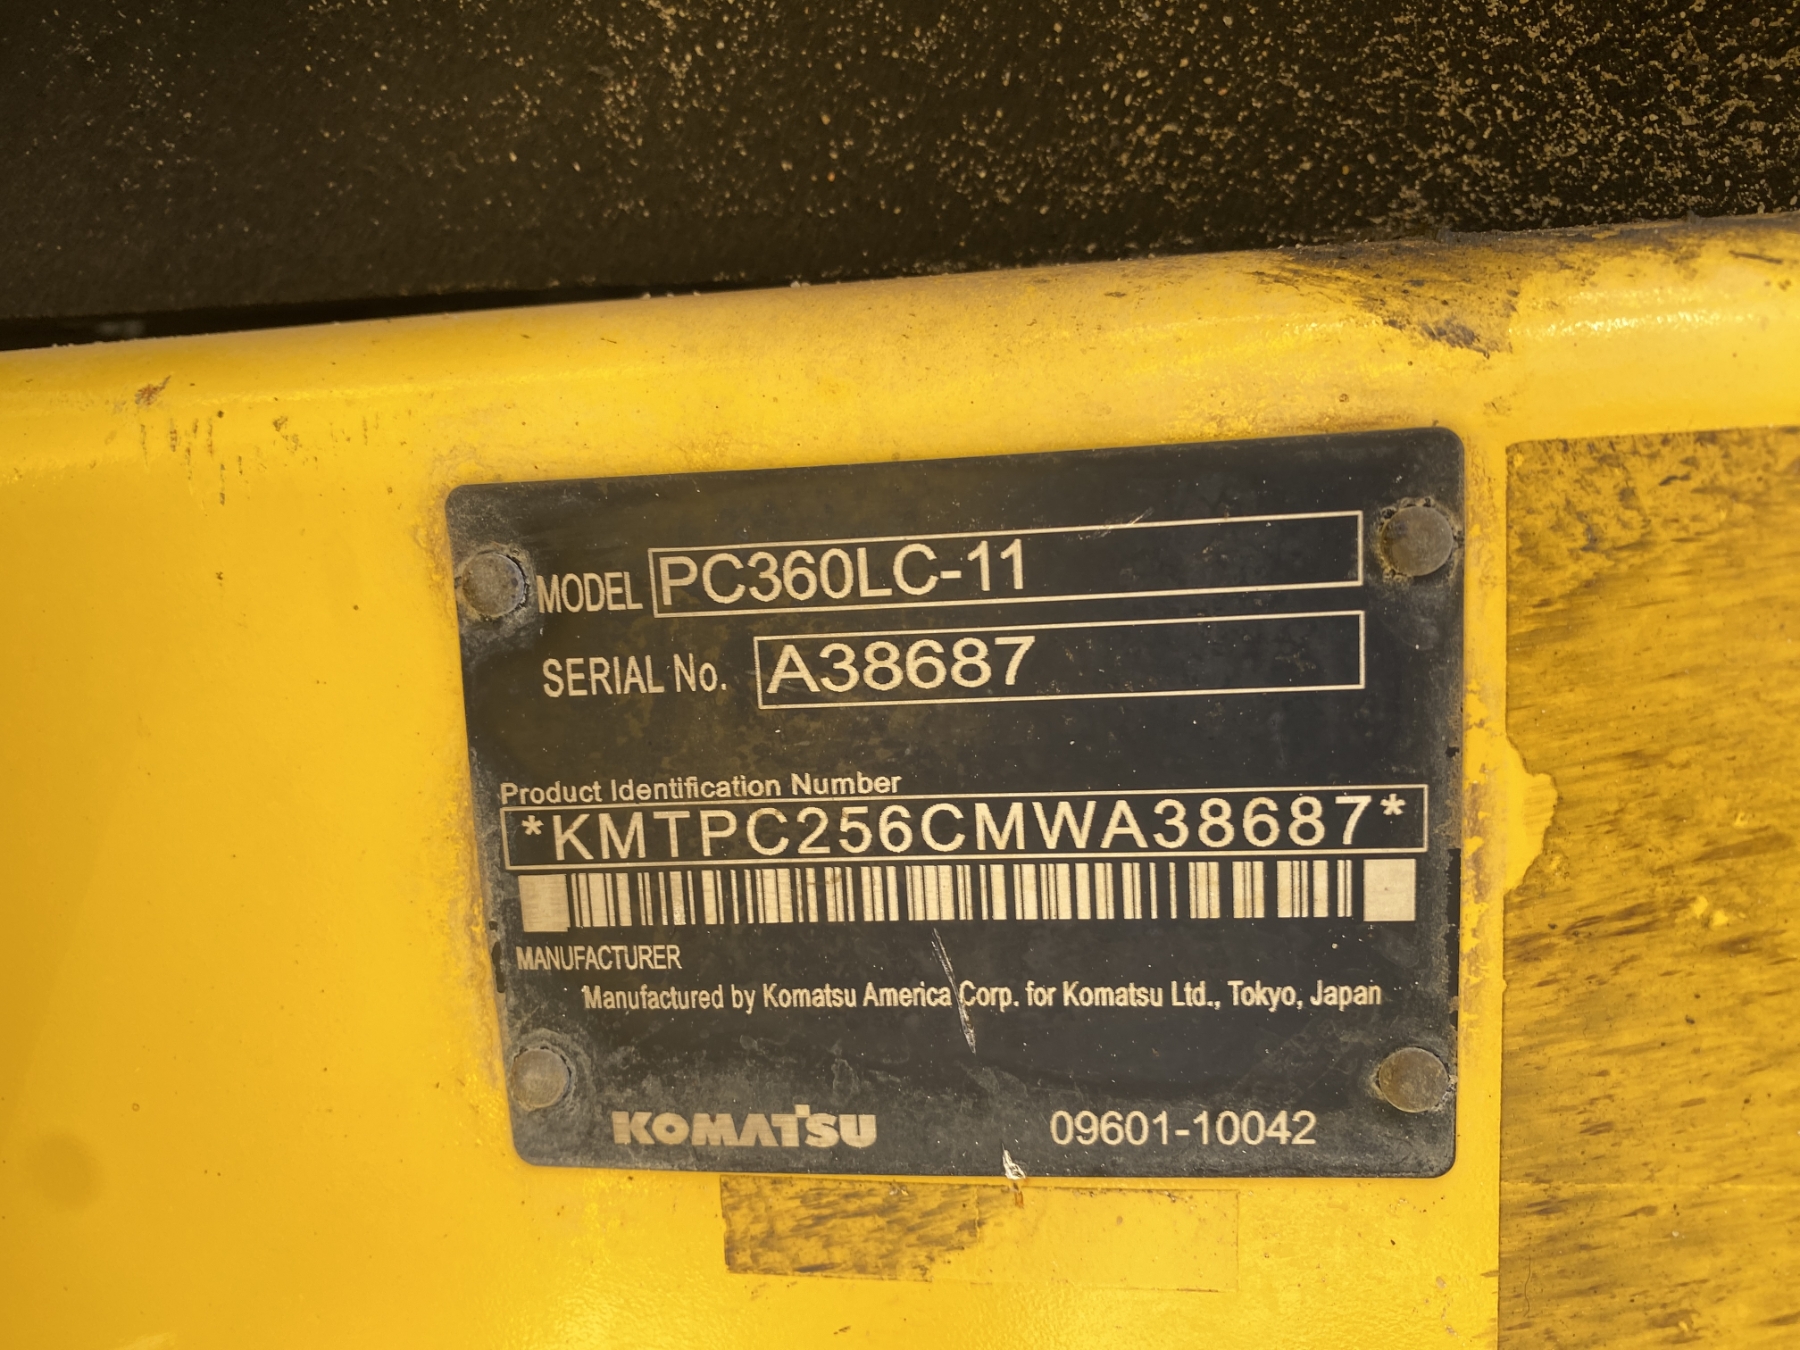 MODEL PC360LC-11
SERIAL No. A38687
Product Identification Number
*KMTPC256CMWA38687*
MANUFACTURER
Manufactured by Komatsu America Corp. for Komatsu Ltd., Tokyo, Japan
KOMATSU 09601-10042